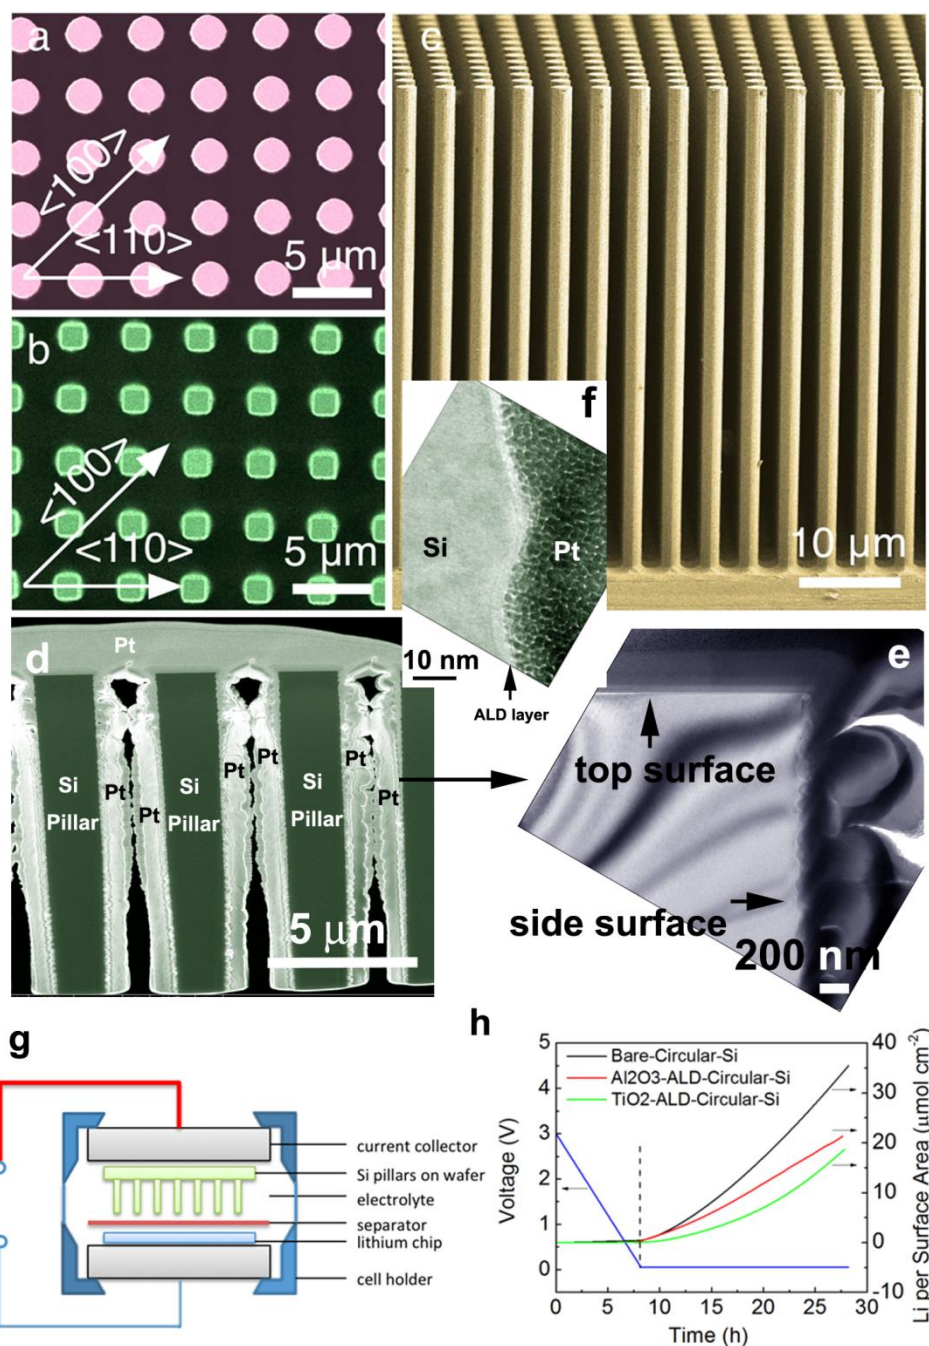 a
<100>
<110>
5 µm
b
<100>
<110>
5 µm
c
10 µm
f
Si
Pt
10 nm
ALD layer
d
Pt
Si
Pillar
Pt
Pt
Si
Pillar
Pt
Pt
Si
Pillar
Pt
Pt
5 µm
e
top surface
side surface
200 nm
g
current collector
Si pillars on wafer
electrolyte
separator
lithium chip
cell holder
h
Bare-Circular-Si
Al2O3-ALD-Circular-Si
TiO2-ALD-Circular-Si
Voltage (V)
5
4
3
2
1
0
Li per Surface Area (µmol cm⁻²)
40
30
20
10
0
-10
0
5
10
15
20
25
30
Time (h)